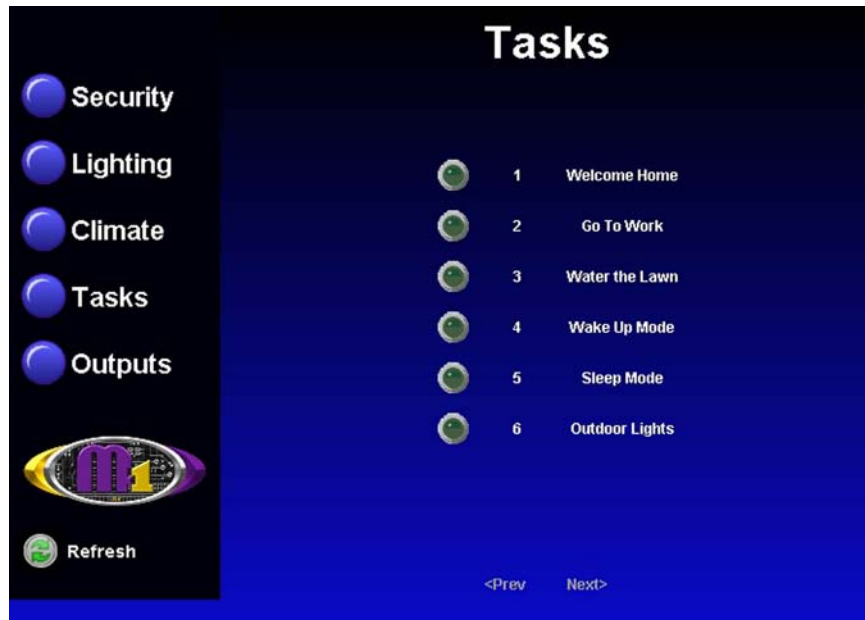 Tasks
Security
Lighting
Climate
Tasks
Outputs
M1
Refresh
1 Welcome Home
2 Go To Work
3 Water the Lawn
4 Wake Up Mode
5 Sleep Mode
6 Outdoor Lights
<Prev Next>